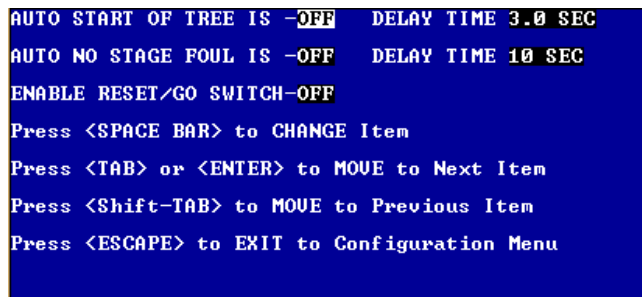 AUTO START OF TREE IS -OFF DELAY TIME 3.0 SEC
AUTO NO STAGE FOUL IS -OFF DELAY TIME 10 SEC
ENABLE RESET/GO SWITCH-OFF
Press <SPACE BAR> to CHANGE Item
Press <TAB> or <ENTER> to MOVE to Next Item
Press <Shift-TAB> to MOVE to Previous Item
Press <ESCAPE> to EXIT to Configuration Menu